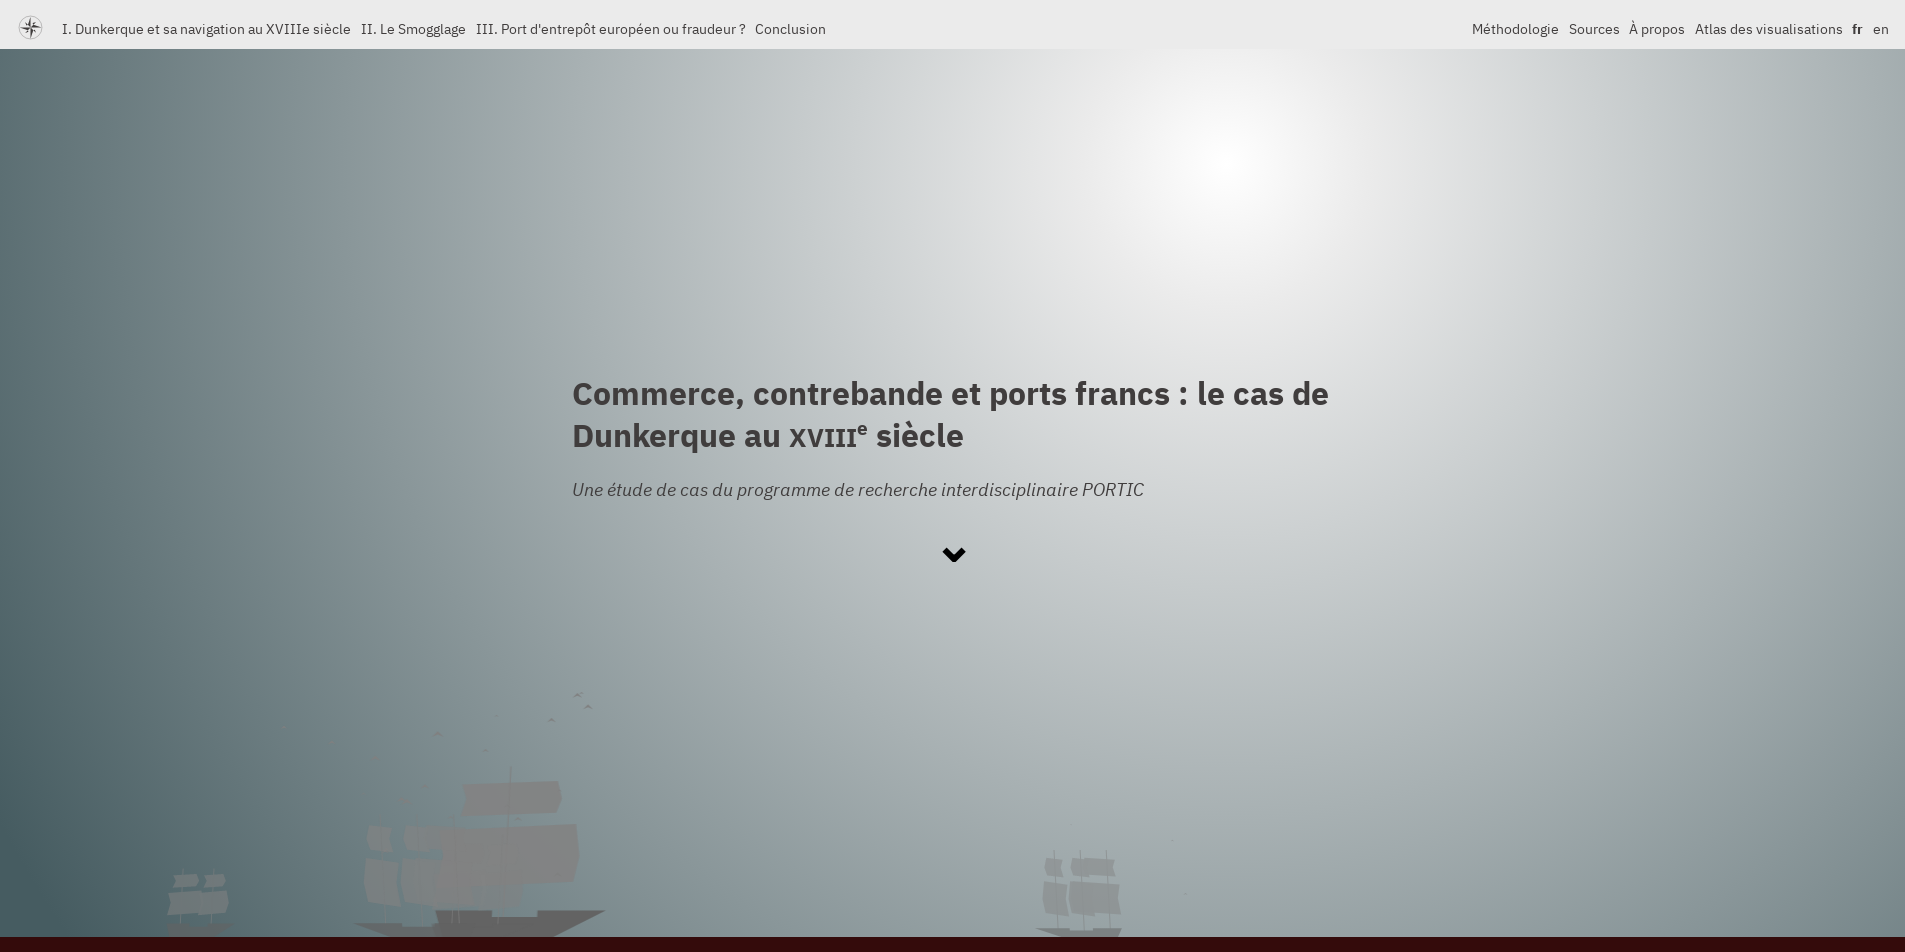 I. Dunkerque et sa navigation au XVIIIe siècle II. Le Smogglage III. Port d'entrepôt européen ou fraudeur ? Conclusion Méthodologie Sources À propos Atlas des visualisations fr en
Commerce, contrebande et ports francs : le cas de
Dunkerque au XVIIIe siècle
Une étude de cas du programme de recherche interdisciplinaire PORTIC